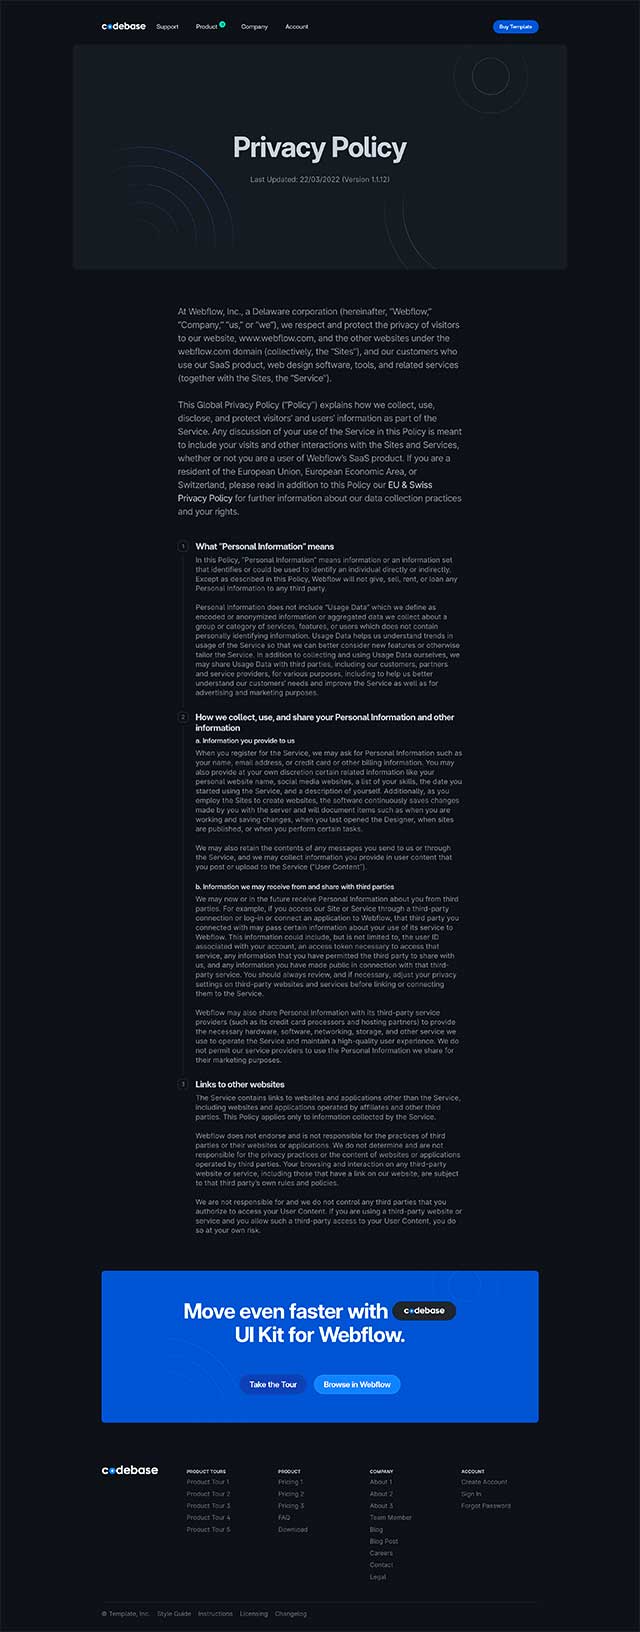 codebase Support Product Company Account Buy Template
Privacy Policy
Last Updated: 22/03/2022 (Version 1.1.12)
At Webflow, Inc., a Delaware corporation (hereinafter, “Webflow,”
“Company,” “us,” or “we”), we respect and protect the privacy of visitors
to our website, www.webflow.com, and the other websites under the
webflow.com domain (collectively, the “Sites”), and our customers who
use our SaaS product, web design software, tools, and related services
(together with the Sites, the “Service”).
This Global Privacy Policy (“Policy”) explains how we collect, use,
disclose, and protect visitors’ and users’ information as part of the
Service. Any discussion of your use of the Service in this Policy is meant
to include your visits and other interactions with the Sites and Services,
whether or not you are a user of Webflow’s SaaS product. If you are a
resident of the European Union, European Economic Area, or
Switzerland, please read in addition to this Policy our EU & Swiss
Privacy Policy for further information about our data collection practices
and your rights.
1 What “Personal Information” means
In this Policy, “Personal Information” means information or an information set
that identifies or could be used to identify an individual directly or indirectly.
Except as described in this Policy, Webflow will not give, sell, rent, or loan any
Personal Information to any third party.
Personal Information does not include “Usage Data” which we define as
encoded or anonymized information or aggregated data we collect about a
group or category of services, features, or users which does not contain
personally identifying information. Usage Data helps us understand trends in
usage of the Service so that we can better consider new features or otherwise
tailor the Service. In addition to collecting and using Usage Data ourselves, we
may share Usage Data with third parties, including our customers, partners
and service providers, for various purposes, including to help us better
understand our customers’ needs and improve the Service as well as for
advertising and marketing purposes.
2 How we collect, use, and share your Personal Information and other
information
a. Information you provide to us
When you register for the Service, we may ask for Personal Information such as
your name, email address, or credit card or other billing information. You may
also provide at your own discretion certain related information like your
personal website name, social media websites, a list of your skills, the date you
started using the Service, and a description of yourself. Additionally, as you
employ the Sites to create websites, the software continuously saves changes
made by you with the server and will document items such as when you are
working and saving changes, when you last opened the Designer, when sites
are published, or when you perform certain tasks.
We may also retain the contents of any messages you send to us or through
the Service, and we may collect information you provide in user content that
you post or upload to the Service (“User Content”).
b. Information we may receive from and share with third parties
We may now or in the future receive Personal Information about you from third
parties. For example, if you access our Site or Service through a third-party
connection or log-in or connect an application to Webflow, that third party you
connected with may pass certain information about your use of its service to
Webflow. This information could include, but is not limited to, the user ID
associated with your account, an access token necessary to access that
service, any information that you have permitted the third party to share with
us, and any information you have made public in connection with that third-
party service. You should always review, and if necessary, adjust your privacy
settings on third-party websites and services before linking or connecting
them to the Service.
Webflow may also share Personal Information with its third-party service
providers (such as its credit card processors and hosting partners) to provide
the necessary hardware, software, networking, storage, and other service we
use to operate the Service and maintain a high-quality user experience. We do
not permit our service providers to use the Personal Information we share for
their marketing purposes.
3 Links to other websites
The Service contains links to websites and applications other than the Service,
including websites and applications operated by affiliates and other third
parties. This Policy applies only to information collected by the Service.
Webflow does not endorse and is not responsible for the practices of third
parties or their websites or applications. We do not determine and are not
responsible for the privacy practices or the content of websites or applications
operated by third parties. Your browsing and interaction on any third-party
website or service, including those that have a link on our website, are subject
to that third party’s own rules and policies.
We are not responsible for and we do not control any third parties that you
authorize to access your User Content. If you are using a third-party website or
service and you allow such a third-party access to your User Content, you do
so at your own risk.
Move even faster with codebase
UI Kit for Webflow.
Take the Tour Browse in Webflow
codebase
PRODUCT TOURS
Product Tour 1
Product Tour 2
Product Tour 3
Product Tour 4
Product Tour 5
PRODUCT
Pricing 1
Pricing 2
Pricing 3
FAQ
Download
COMPANY
About 1
About 2
About 3
Team Member
Blog
Blog Post
Careers
Contact
Legal
ACCOUNT
Create Account
Sign In
Forgot Password
© Template, Inc. Style Guide Instructions Licensing Changelog